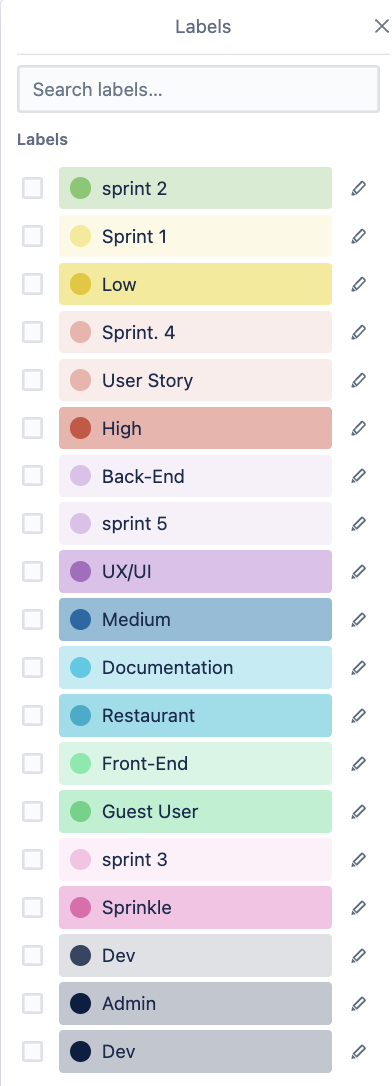 Labels
Search labels...
Labels
sprint 2
Sprint 1
Low
Sprint. 4
User Story
High
Back-End
sprint 5
UX/UI
Medium
Documentation
Restaurant
Front-End
Guest User
sprint 3
Sprinkle
Dev
Admin
Dev